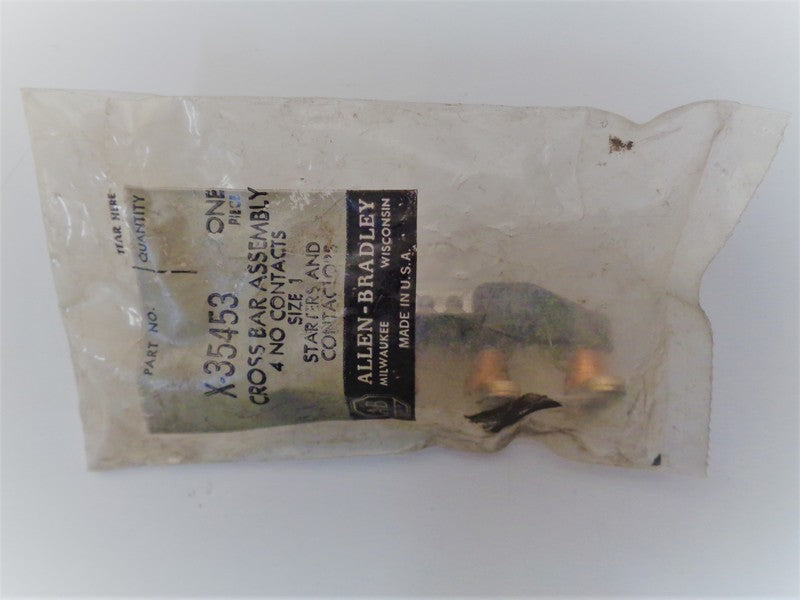 TEAR HERE
PART NO. QUANTITY
X-35453 ONE
PIECE
CROSS BAR ASSEMBLY
4 NO CONTACTS
SIZE 1
STARTERS AND
CONTACTORS
ALLEN-BRADLEY
MILWAUKEE WISCONSIN
MADE IN U.S.A.
AB